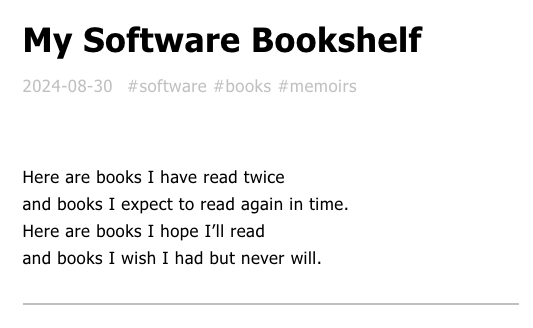 My Software Bookshelf
2024-08-30 #software #books #memoirs
Here are books I have read twice
and books I expect to read again in time.
Here are books I hope I’ll read
and books I wish I had but never will.